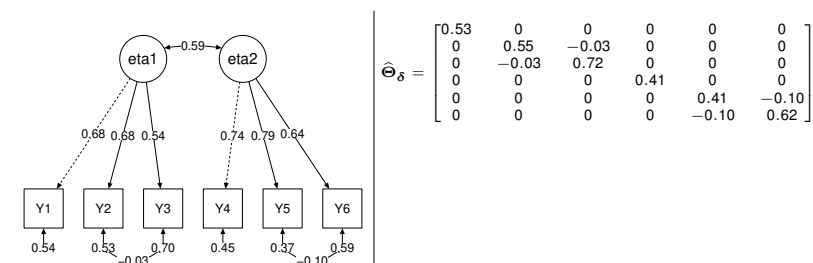 0.59
eta1 eta2
0.68 0.68 0.54 0.74 0.79 0.64
Y1 Y2 Y3 Y4 Y5 Y6
0.54 0.53 0.70 0.45 0.37 0.59
−0.03 −0.10
Θ̂δ =
0.53 0 0 0 0 0
0 0.55 −0.03 0 0 0
0 −0.03 0.72 0 0 0
0 0 0 0.41 0 0
0 0 0 0 0.41 −0.10
0 0 0 0 −0.10 0.62